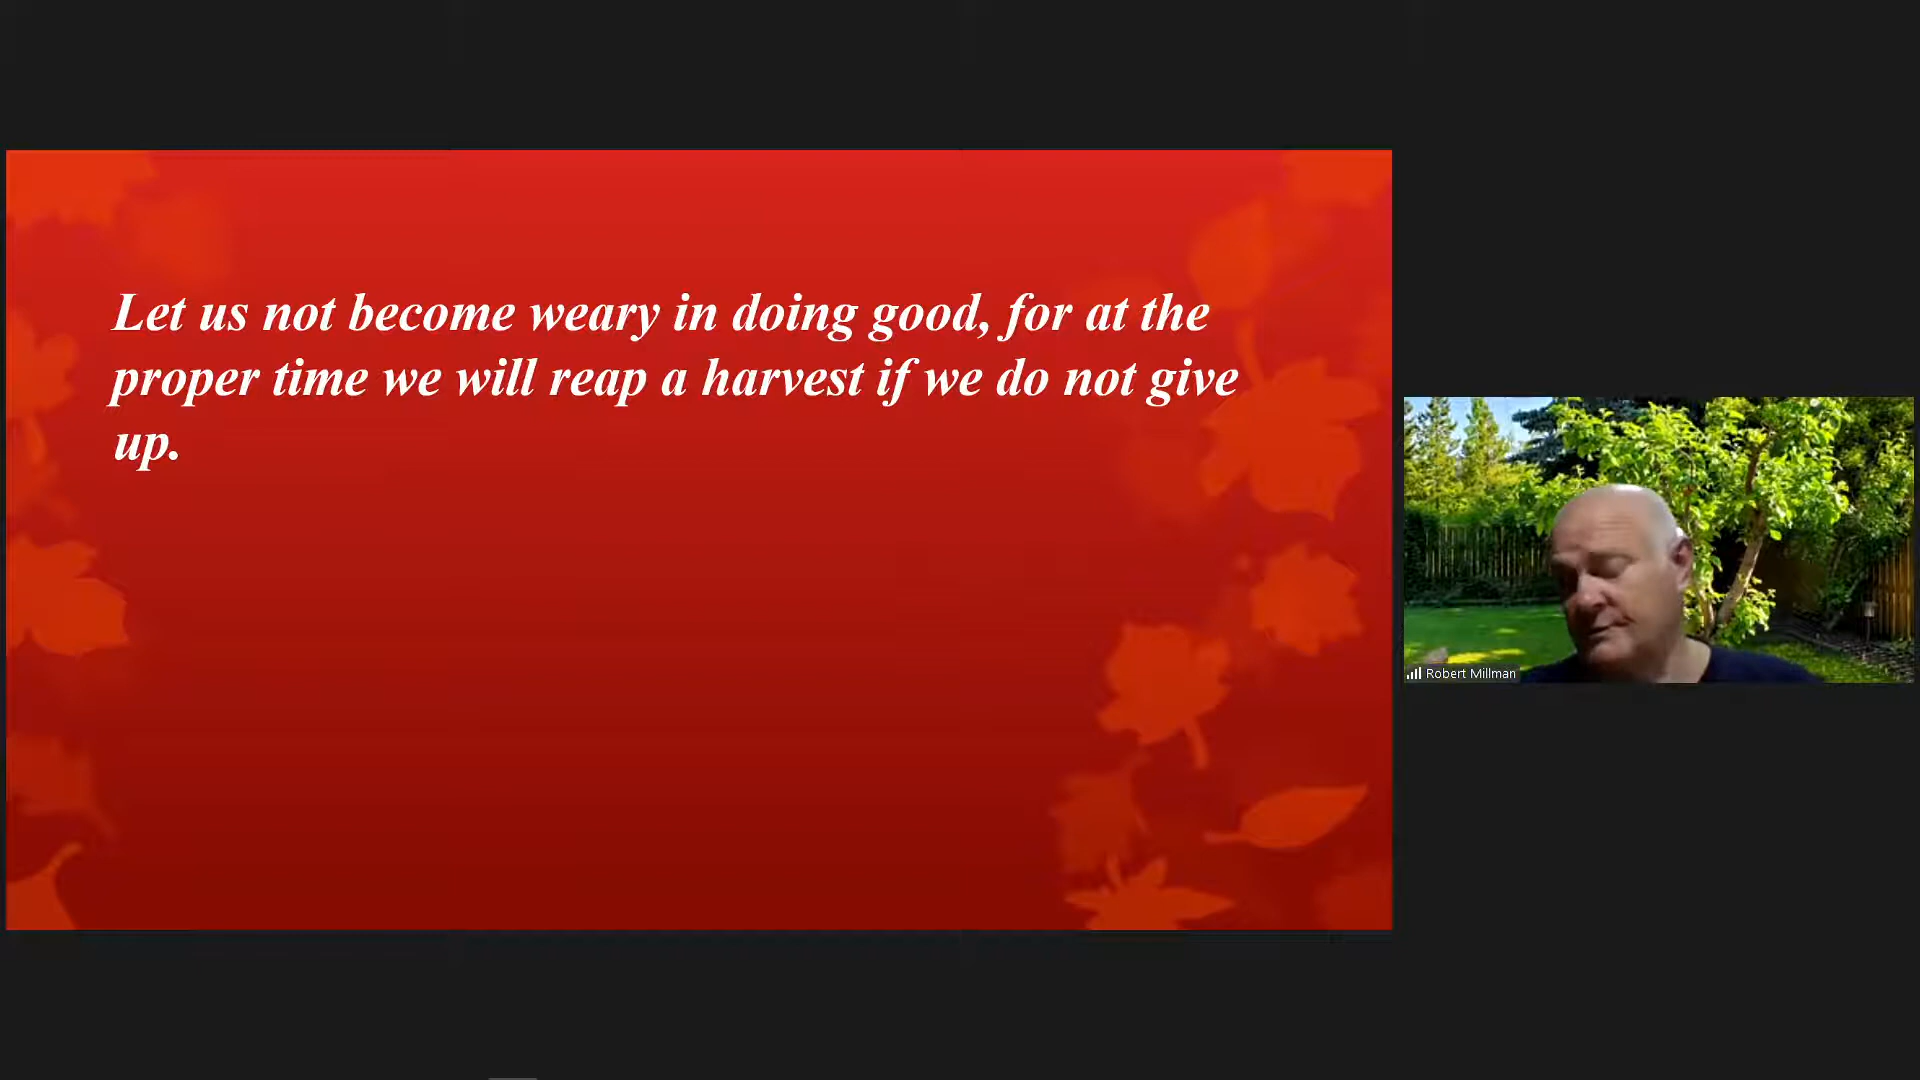 Let us not become weary in doing good, for at the
proper time we will reap a harvest if we do not give
up.
Robert Millman